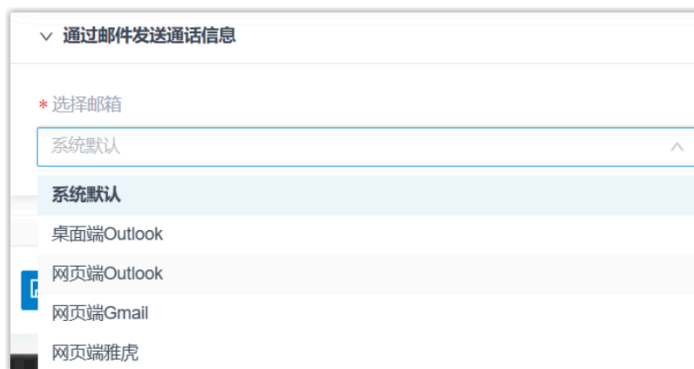 通过邮件发送通话信息
* 选择邮箱
系统默认
系统默认
桌面端Outlook
网页端Outlook
网页端Gmail
网页端雅虎